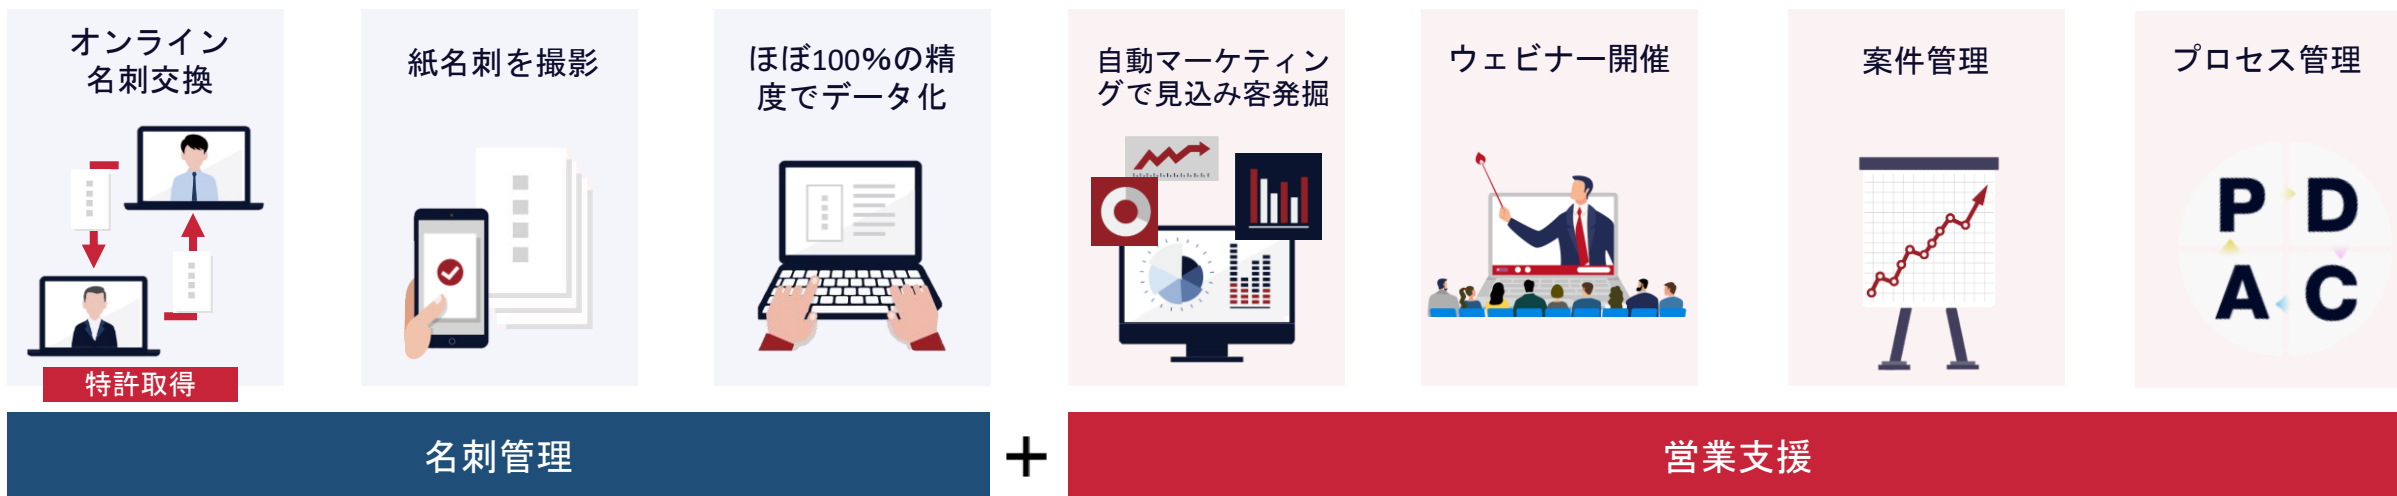 オンライン
名刺交換
特許取得
紙名刺を撮影
ほぼ100%の精
度でデータ化
自動マーケティン
グで見込み客発掘
ウェビナー開催
案件管理
プロセス管理
P D
A C
名刺管理
+
営業支援